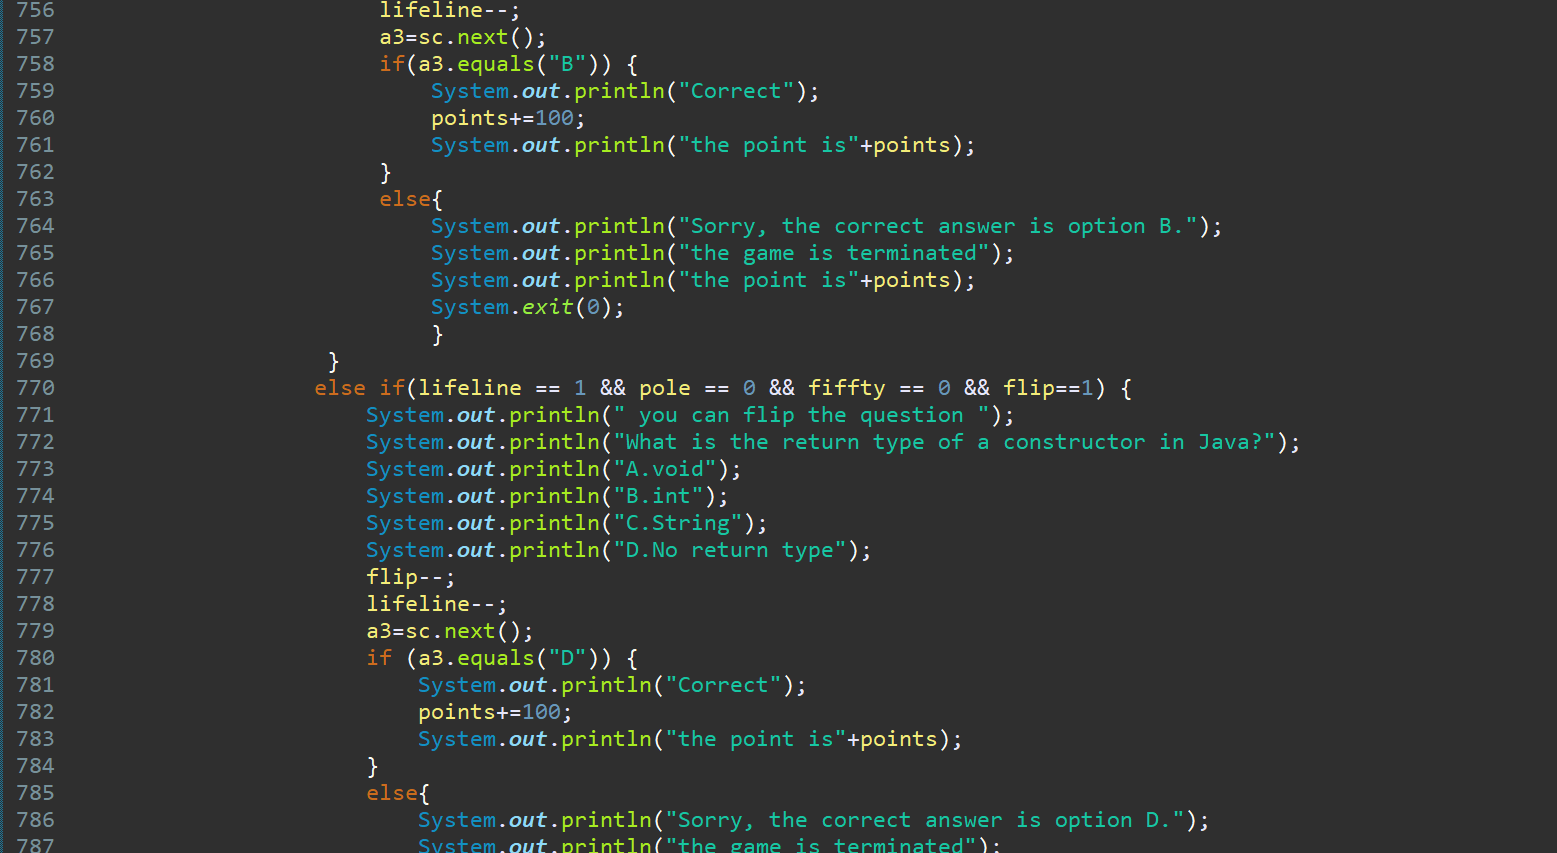 756 lifeline--;
757 a3=sc.next();
758 if(a3.equals("B")) {
759 System.out.println("Correct");
760 points+=100;
761 System.out.println("the point is"+points);
762 }
763 else{
764 System.out.println("Sorry, the correct answer is option B.");
765 System.out.println("the game is terminated");
766 System.out.println("the point is"+points);
767 System.exit(0);
768 }
769 }
770 else if(lifeline == 1 && pole == 0 && fiffty == 0 && flip==1) {
771 System.out.println(" you can flip the question ");
772 System.out.println("What is the return type of a constructor in Java?");
773 System.out.println("A.void");
774 System.out.println("B.int");
775 System.out.println("C.String");
776 System.out.println("D.No return type");
777 flip--;
778 lifeline--;
779 a3=sc.next();
780 if (a3.equals("D")) {
781 System.out.println("Correct");
782 points+=100;
783 System.out.println("the point is"+points);
784 }
785 else{
786 System.out.println("Sorry, the correct answer is option D.");
787 System.out.println("the game is terminated");